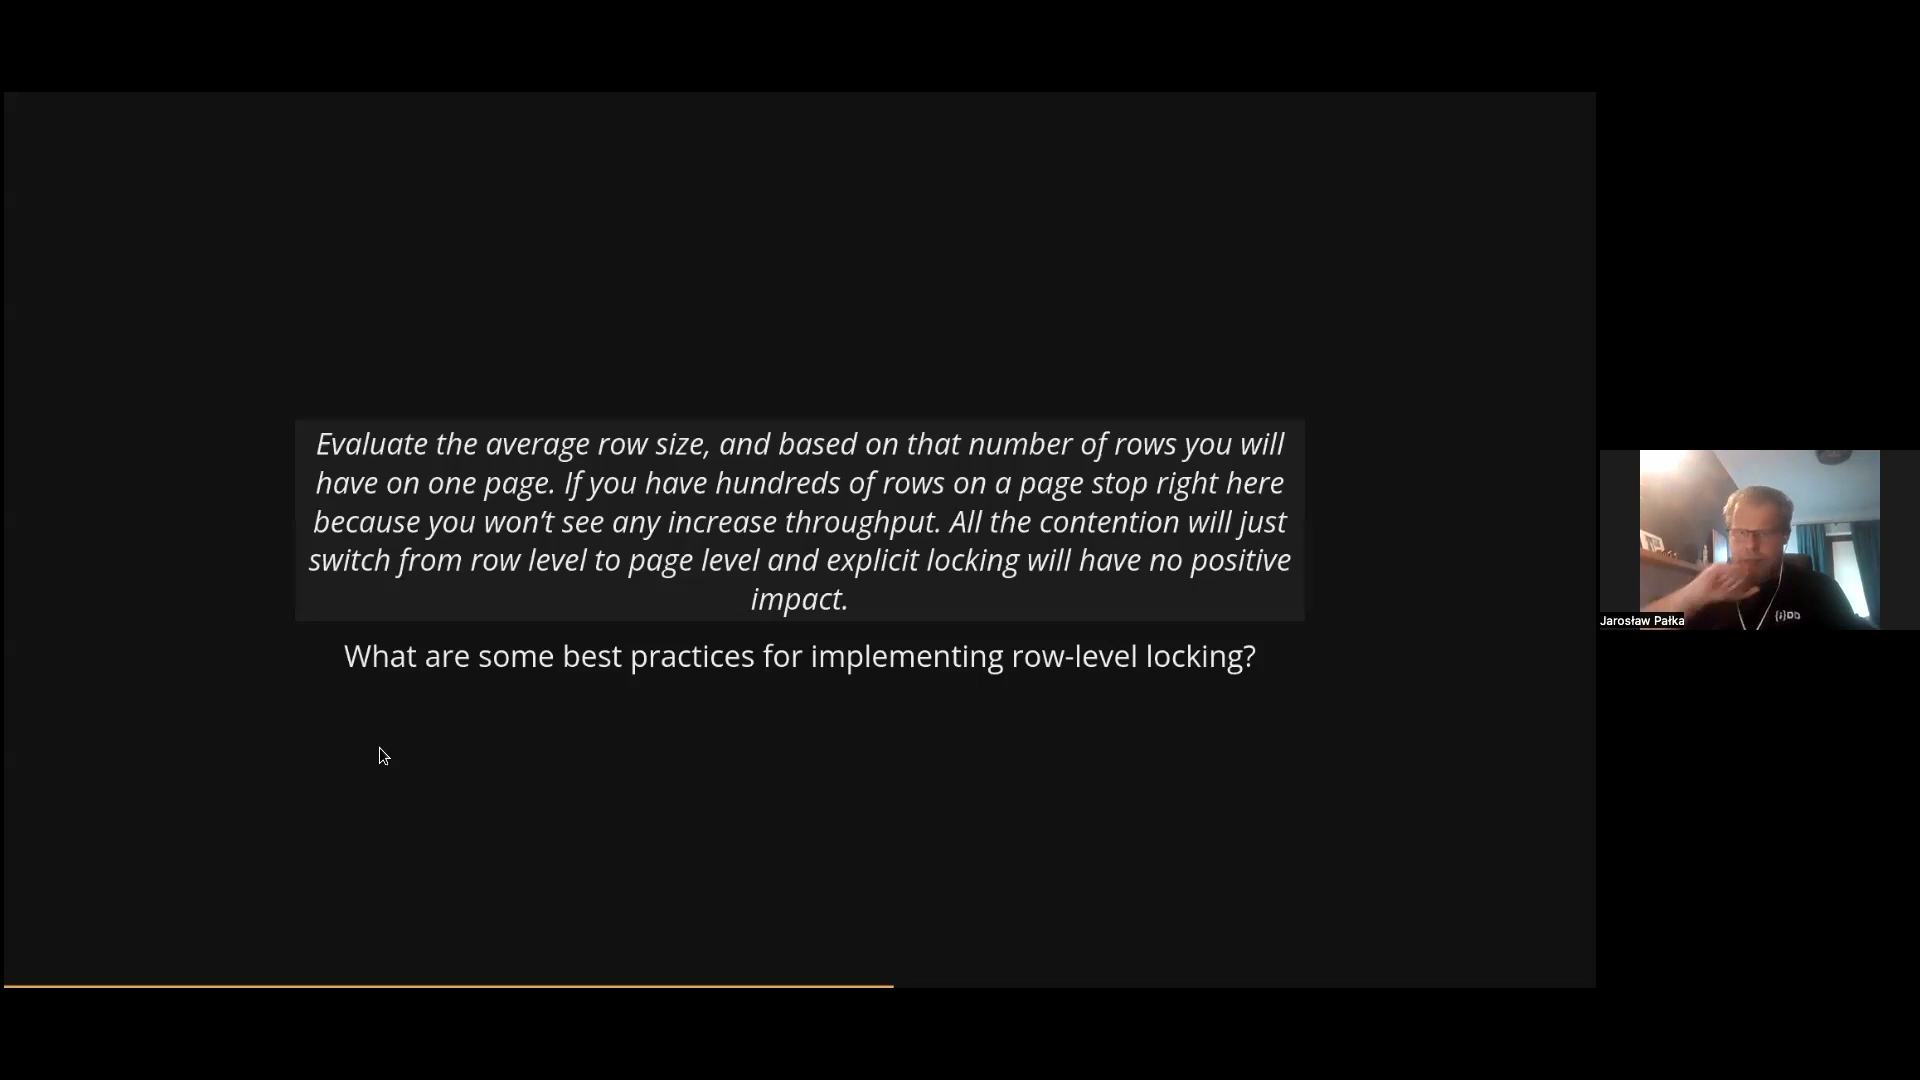 Evaluate the average row size, and based on that number of rows you will
have on one page. If you have hundreds of rows on a page stop right here
because you won’t see any increase throughput. All the contention will just
switch from row level to page level and explicit locking will have no positive
impact.
What are some best practices for implementing row-level locking?
Jarosław Pałka